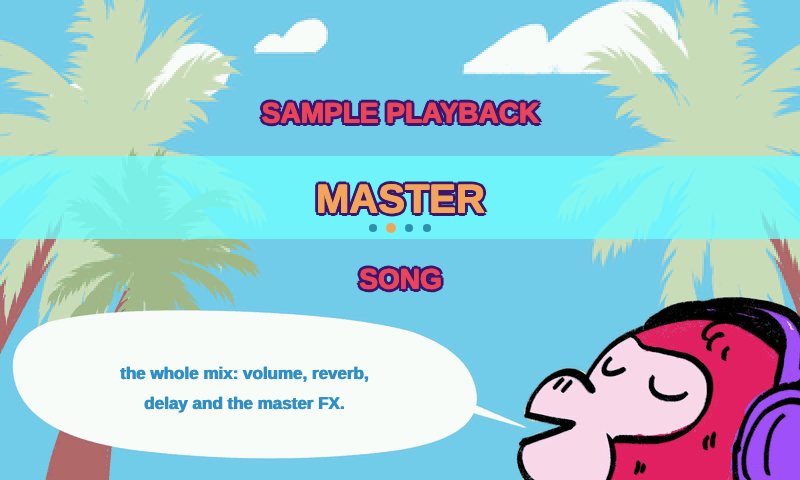 SAMPLE PLAYBACK
MASTER
SONG
the whole mix: volume, reverb,
delay and the master FX.